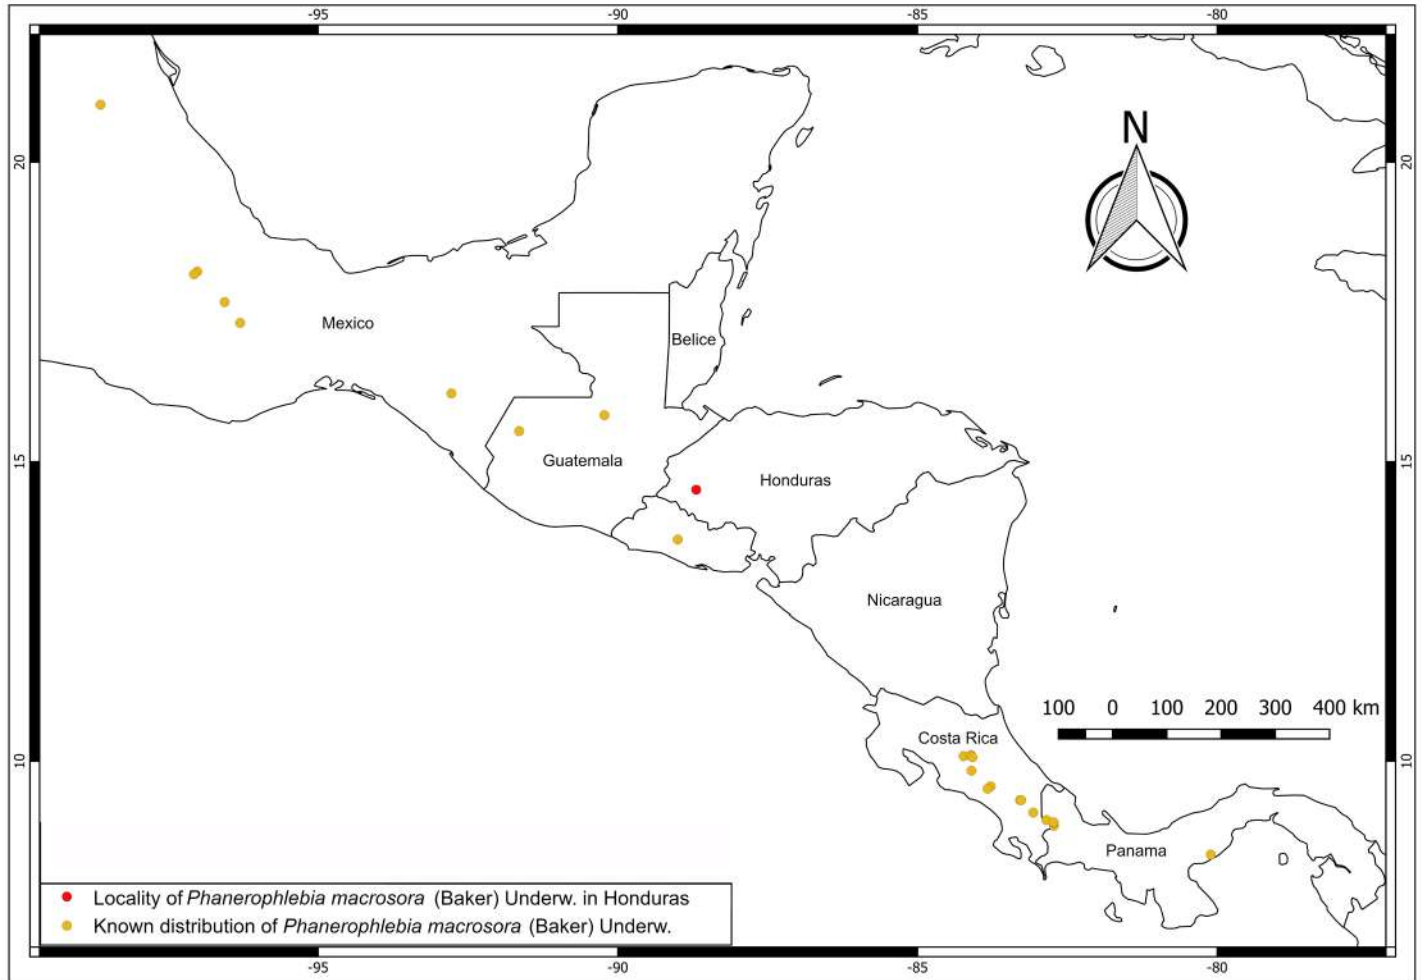 -95 -90 -85 -80
N
20 20
Mexico
Belice
Guatemala
15 15
Honduras
Nicaragua
100 0 100 200 300 400 km
Costa Rica
10 10
Panama
Locality of Phanerophlebia macrosora (Baker) Underw. in Honduras
Known distribution of Phanerophlebia macrosora (Baker) Underw.
-95 -90 -85 -80